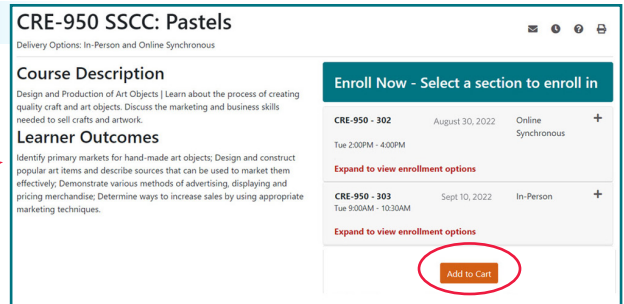 CRE-950 SSCC: Pastels
Delivery Options: In-Person and Online Synchronous
Course Description
Design and Production of Art Objects | Learn about the process of creating
quality craft and art objects. Discuss the marketing and business skills
needed to sell crafts and artwork.
Learner Outcomes
Identify primary markets for hand-made art objects; Design and construct
popular art items and describe sources that can be used to market them
effectively; Demonstrate various methods of advertising, displaying and
pricing merchandise; Determine ways to increase sales by using appropriate
marketing techniques.
Enroll Now - Select a section to enroll in
CRE-950 - 302 August 30, 2022 Online +
Synchronous
Tue 2:00PM - 4:00PM
Expand to view enrollment options
CRE-950 - 303 Sept 10, 2022 In-Person +
Tue 9:00AM - 10:30AM
Expand to view enrollment options
Add to Cart